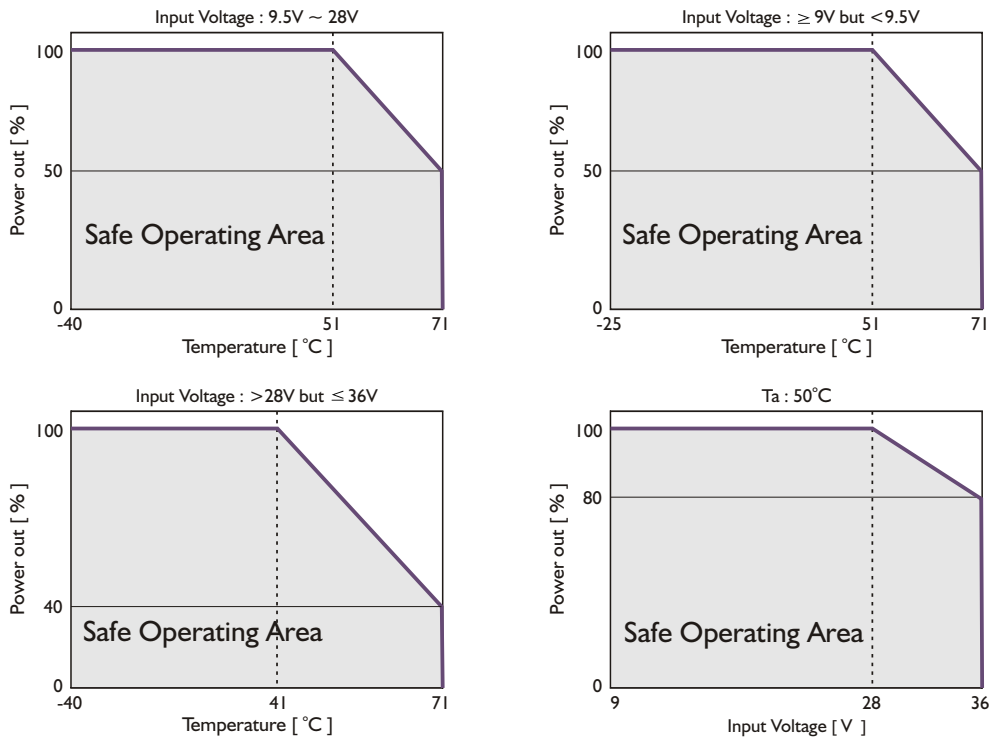 Input Voltage : 9.5V ~ 28V
100
50
0
Power out [ % ]
Safe Operating Area
-40
51
71
Temperature [ °C ]
Input Voltage : ≥ 9V but <9.5V
100
50
0
Power out [ % ]
Safe Operating Area
-25
51
71
Temperature [ °C ]
Input Voltage : >28V but ≤ 36V
100
40
0
Power out [ % ]
Safe Operating Area
-40
41
71
Temperature [ °C ]
Ta : 50°C
100
80
0
Power out [ % ]
Safe Operating Area
9
28
36
Input Voltage [ V ]